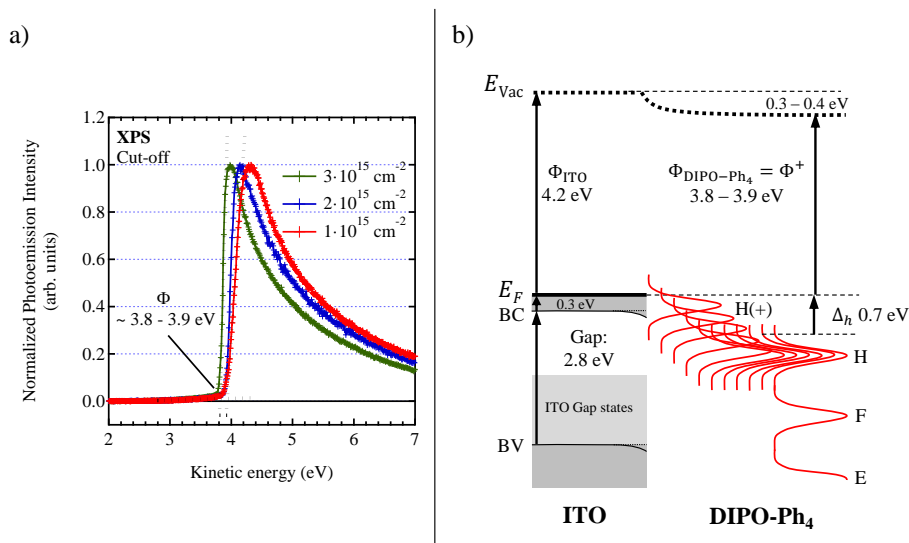 a)
1.2
1.0
0.8
0.6
0.4
0.2
0.0
Normalized Photoemission Intensity
(arb. units)
XPS
Cut-off
3·10^15 cm^-2
2·10^15 cm^-2
1·10^15 cm^-2
Φ
~ 3.8 - 3.9 eV
2 3 4 5 6 7
Kinetic energy (eV)
b)
E_Vac
0.3 – 0.4 eV
Φ_ITO
4.2 eV
Φ_DIPO−Ph₄ = Φ⁺
3.8 – 3.9 eV
E_F
0.3 eV
BC
H(+)
Δ_h 0.7 eV
Gap:
2.8 eV
H
ITO Gap states
F
BV
E
ITO
DIPO-Ph₄